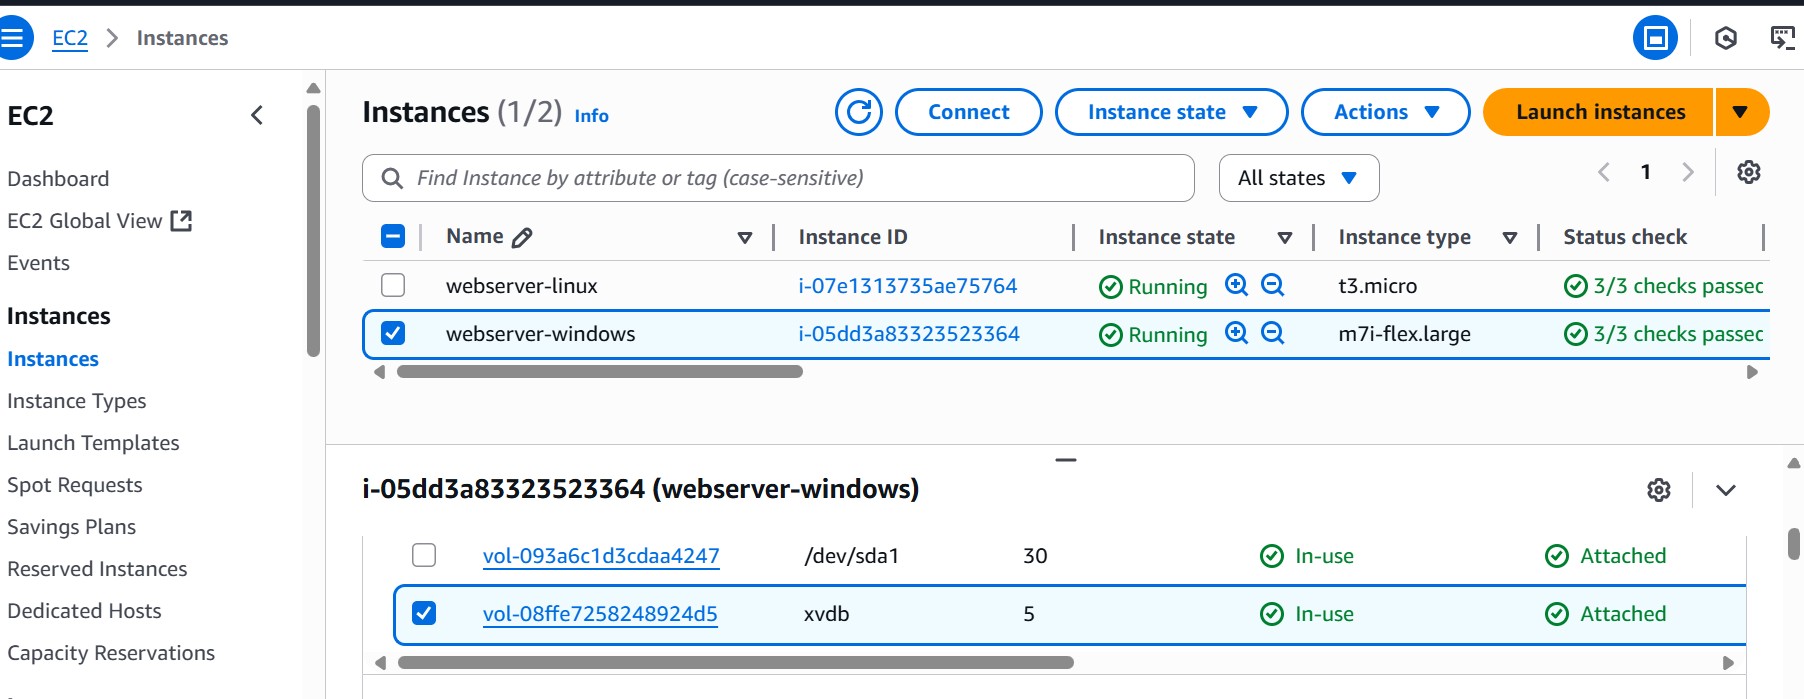 EC2 > Instances
EC2
Dashboard
EC2 Global View
Events
Instances
Instances
Instance Types
Launch Templates
Spot Requests
Savings Plans
Reserved Instances
Dedicated Hosts
Capacity Reservations
Instances (1/2) Info
Connect
Instance state
Actions
Launch instances
Find Instance by attribute or tag (case-sensitive)
All states
1
Name Instance ID Instance state Instance type Status check
webserver-linux i-07e1313735ae75764 Running t3.micro 3/3 checks passed
webserver-windows i-05dd3a83323523364 Running m7i-flex.large 3/3 checks passed
i-05dd3a83323523364 (webserver-windows)
vol-093a6c1d3cdaa4247 /dev/sda1 30 In-use Attached
vol-08ffe7258248924d5 xvdb 5 In-use Attached